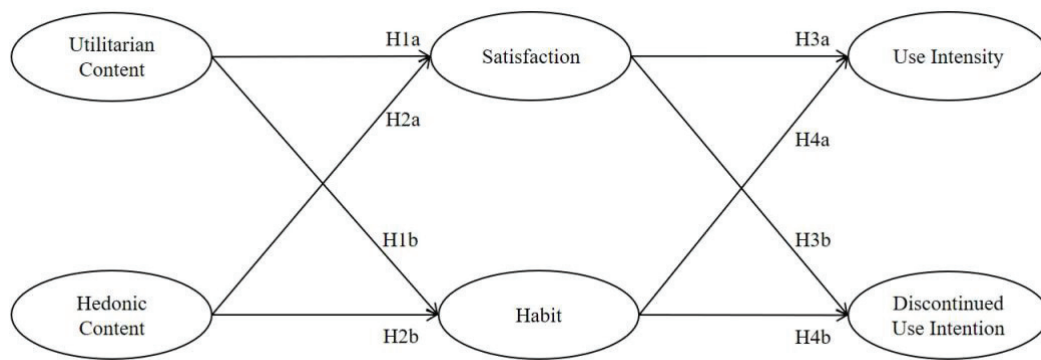 Utilitarian
Content
H1a
Satisfaction
H3a
Use Intensity
H2a
H4a
H1b
H3b
Hedonic
Content
H2b
Habit
H4b
Discontinued
Use Intention